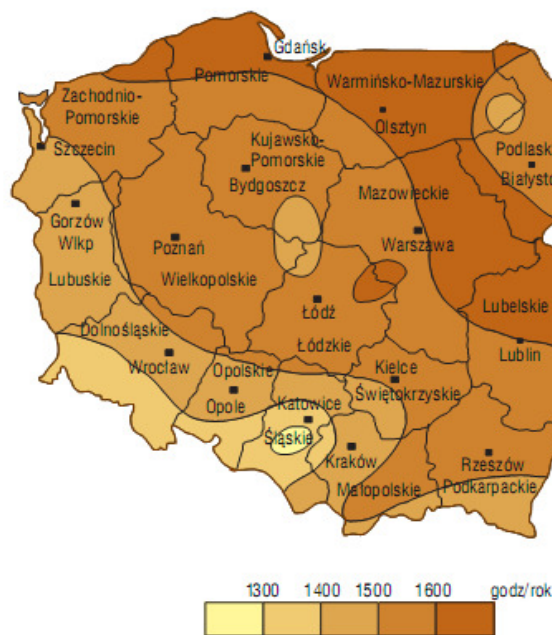 Gdańsk
Pomorskie
Warmińsko-Mazurskie
Zachodnio-
Pomorskie
Olsztyn
Podlask
Szczecin
Kujawsko-
Pomorskie
Białysto
Bydgoszcz
Mazowieckie
Gorzów
Wlkp
Poznań
Warszawa
Lubuskie
Wielkopolskie
Łódź
Lubelskie
Dolnośląskie
Łódzkie
Lublin
Wrocław
Opolskie
Kielce
Świętokrzyskie
Opole
Katowice
Śląskie
Kraków
Rzeszów
Małopolskie
Podkarpackie
1300 1400 1500 1600 godz/rok